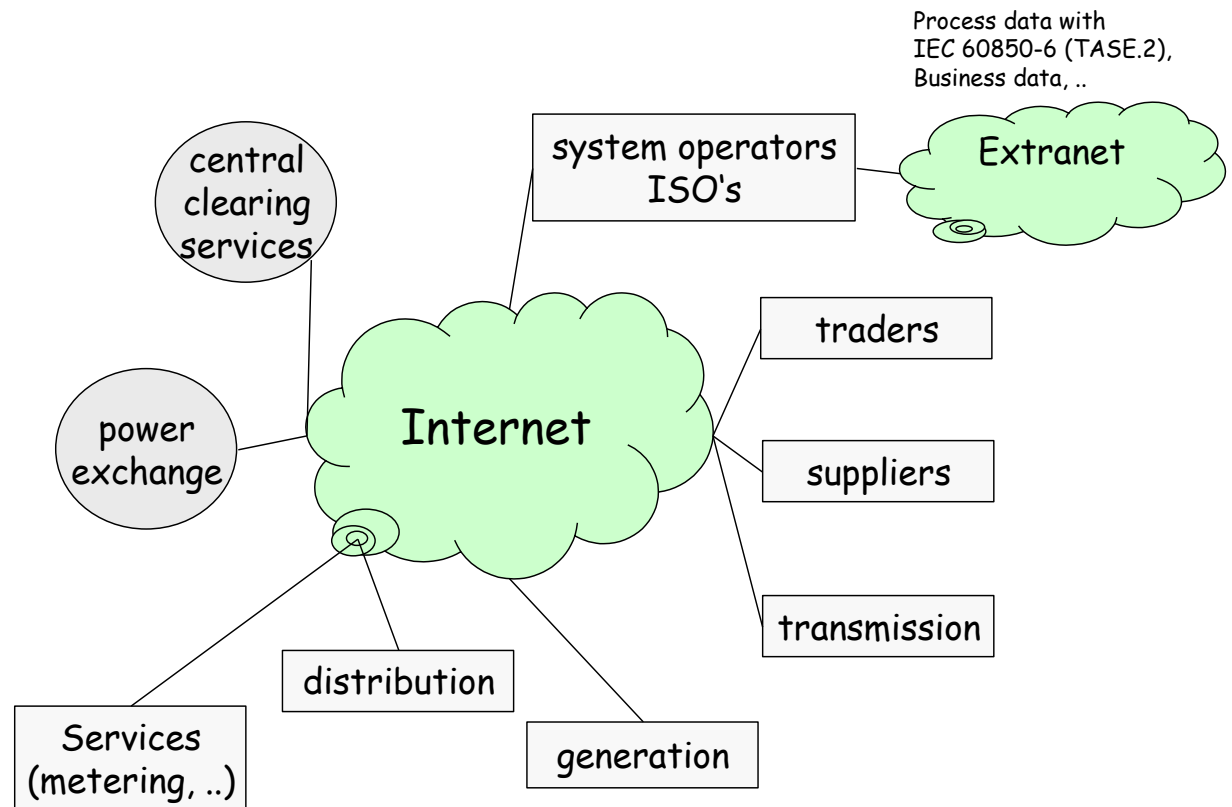 Process data with
IEC 60850-6 (TASE.2),
Business data, ..
Extranet
system operators
ISO's
central
clearing
services
traders
Internet
power
exchange
suppliers
transmission
distribution
Services
(metering, ..)
generation